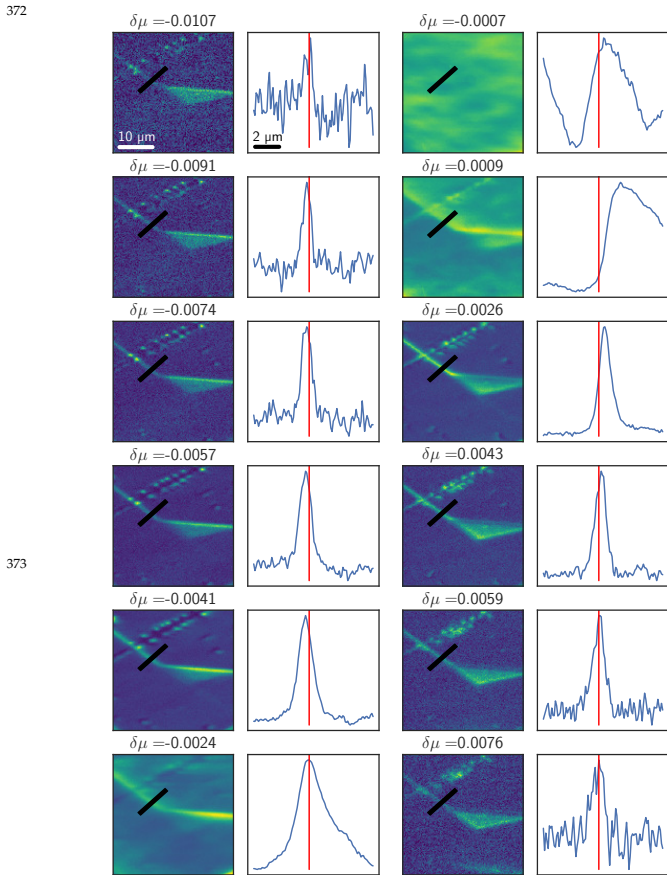 372
δμ =-0.0107
δμ =-0.0007
10 μm
2 μm
δμ =-0.0091
δμ =0.0009
δμ =-0.0074
δμ =0.0026
δμ =-0.0057
δμ =0.0043
373
δμ =-0.0041
δμ =0.0059
δμ =-0.0024
δμ =0.0076